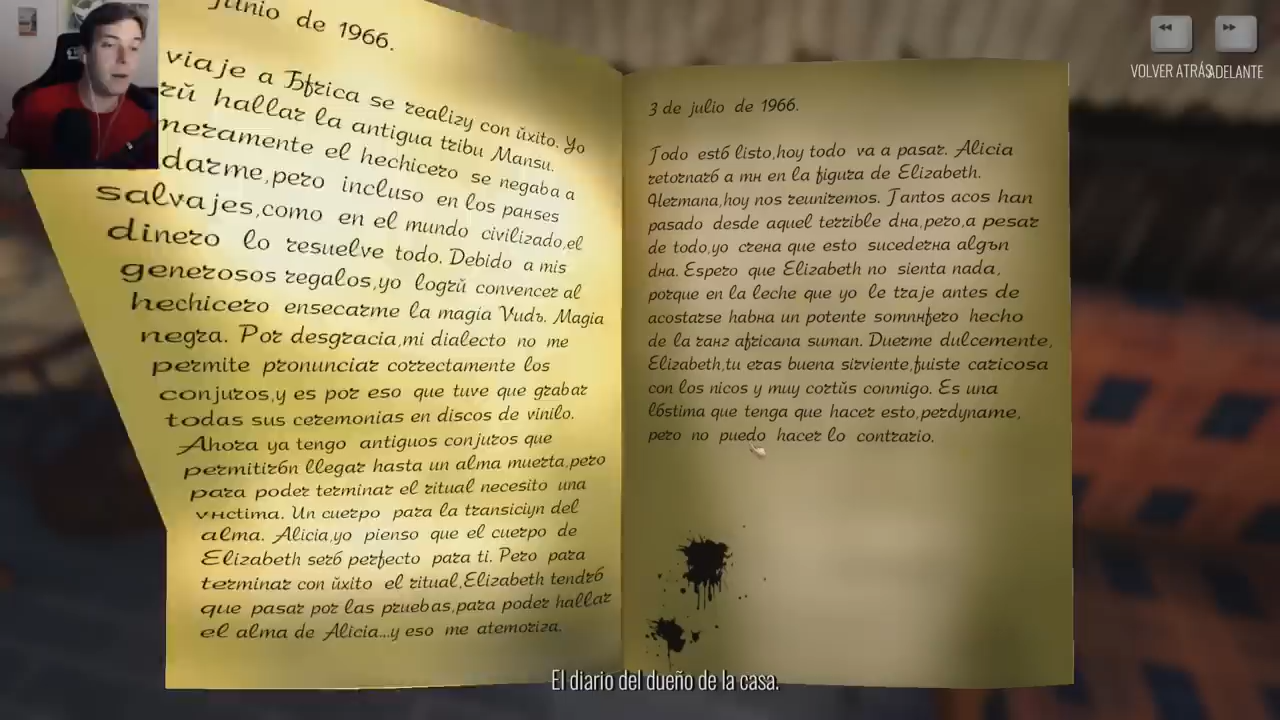 junio de 1966.
viaje a Ђfrica se realizy con ŭxito. Yo
rŭ hallar la antigua tribu Mansu.
meramente el hechicero se negaba a
darme,pero incluso en los paнses
salvajes,como en el mundo civilizado,el
dinero lo resuelve todo. Debido a mis
generosos regalos,yo logrŭ convencer al
hechicero ensecarme la magia Vudъ. Magia
negra. Por desgracia,mi dialecto no me
permite pronunciar correctamente los
conjuros,y es por eso que tuve que grabar
todas sus ceremonias en discos de vinilo.
Ahora ya tengo antiguos conjuros que
permitirбn llegar hasta un alma muerta,pero
para poder terminar el ritual necesito una
vнctima. Un cuerpo para la transiciyn del
alma. Alicia,yo pienso que el cuerpo de
Elizabeth serб perfecto para ti. Pero para
terminar con ŭxito el ritual,Elizabeth tendrб
que pasar por las pruebas,para poder hallar
el alma de Alicia...y eso me atemoriza.
3 de julio de 1966.
Todo estб listo,hoy todo va a pasar. Alicia
retornarб a mн en la figura de Elizabeth.
Hermana,hoy nos reuniremos. Tantos acos han
pasado desde aquel terrible dнa,pero,a pesar
de todo,yo creнa que esto sucederнa algъn
dнa. Espero que Elizabeth no sienta nada,
porque en la leche que yo le traje antes de
acostarse habнa un potente somnнfero hecho
de la raнz africana suman. Duerme dulcemente,
Elizabeth,tu eras buena sirviente,fuiste caricosa
con los nicos y muy cortŭs conmigo. Es una
lбstima que tenga que hacer esto,perdyname,
pero no puedo hacer lo contrario.
VOLVER ATRÁS
ADELANTE
El diario del dueño de la casa.